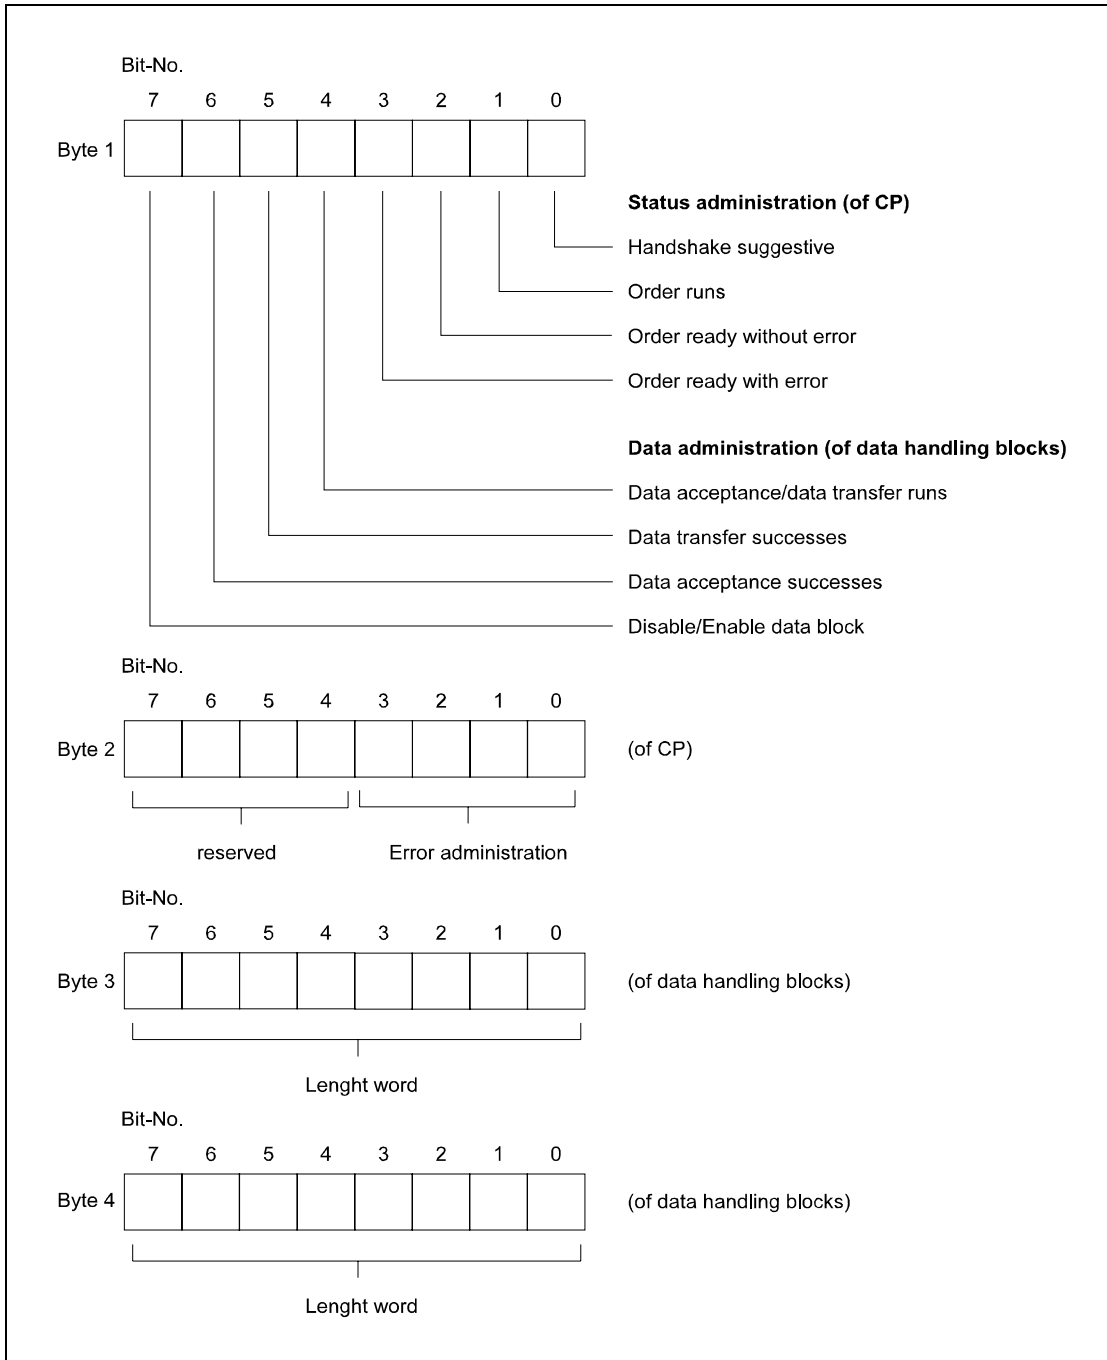 Bit-No.
7 6 5 4 3 2 1 0
Byte 1
Status administration (of CP)
Handshake suggestive
Order runs
Order ready without error
Order ready with error
Data administration (of data handling blocks)
Data acceptance/data transfer runs
Data transfer successes
Data acceptance successes
Disable/Enable data block
Bit-No.
7 6 5 4 3 2 1 0
Byte 2 (of CP)
reserved Error administration
Bit-No.
7 6 5 4 3 2 1 0
Byte 3 (of data handling blocks)
Lenght word
Bit-No.
7 6 5 4 3 2 1 0
Byte 4 (of data handling blocks)
Lenght word